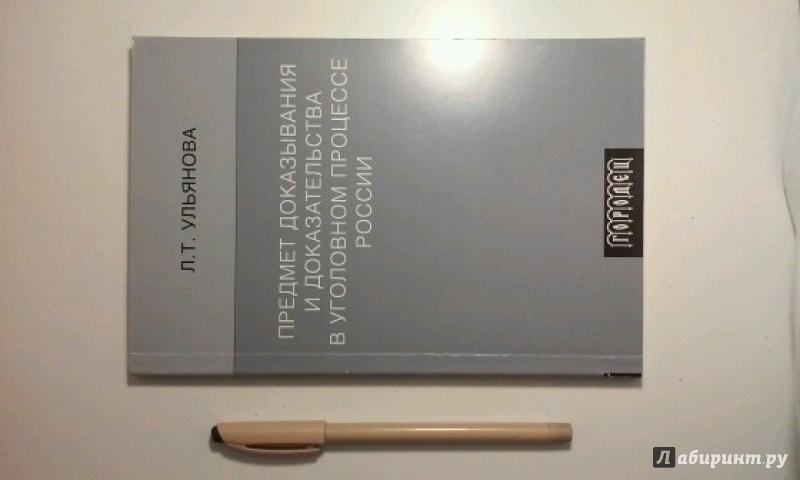 Л.Т. УЛЬЯНОВА
ПРЕДМЕТ ДОКАЗЫВАНИЯ
И ДОКАЗАТЕЛЬСТВА
В УГОЛОВНОМ ПРОЦЕССЕ
РОССИИ
ГОРОДЕЦ
Лабиринт.ру